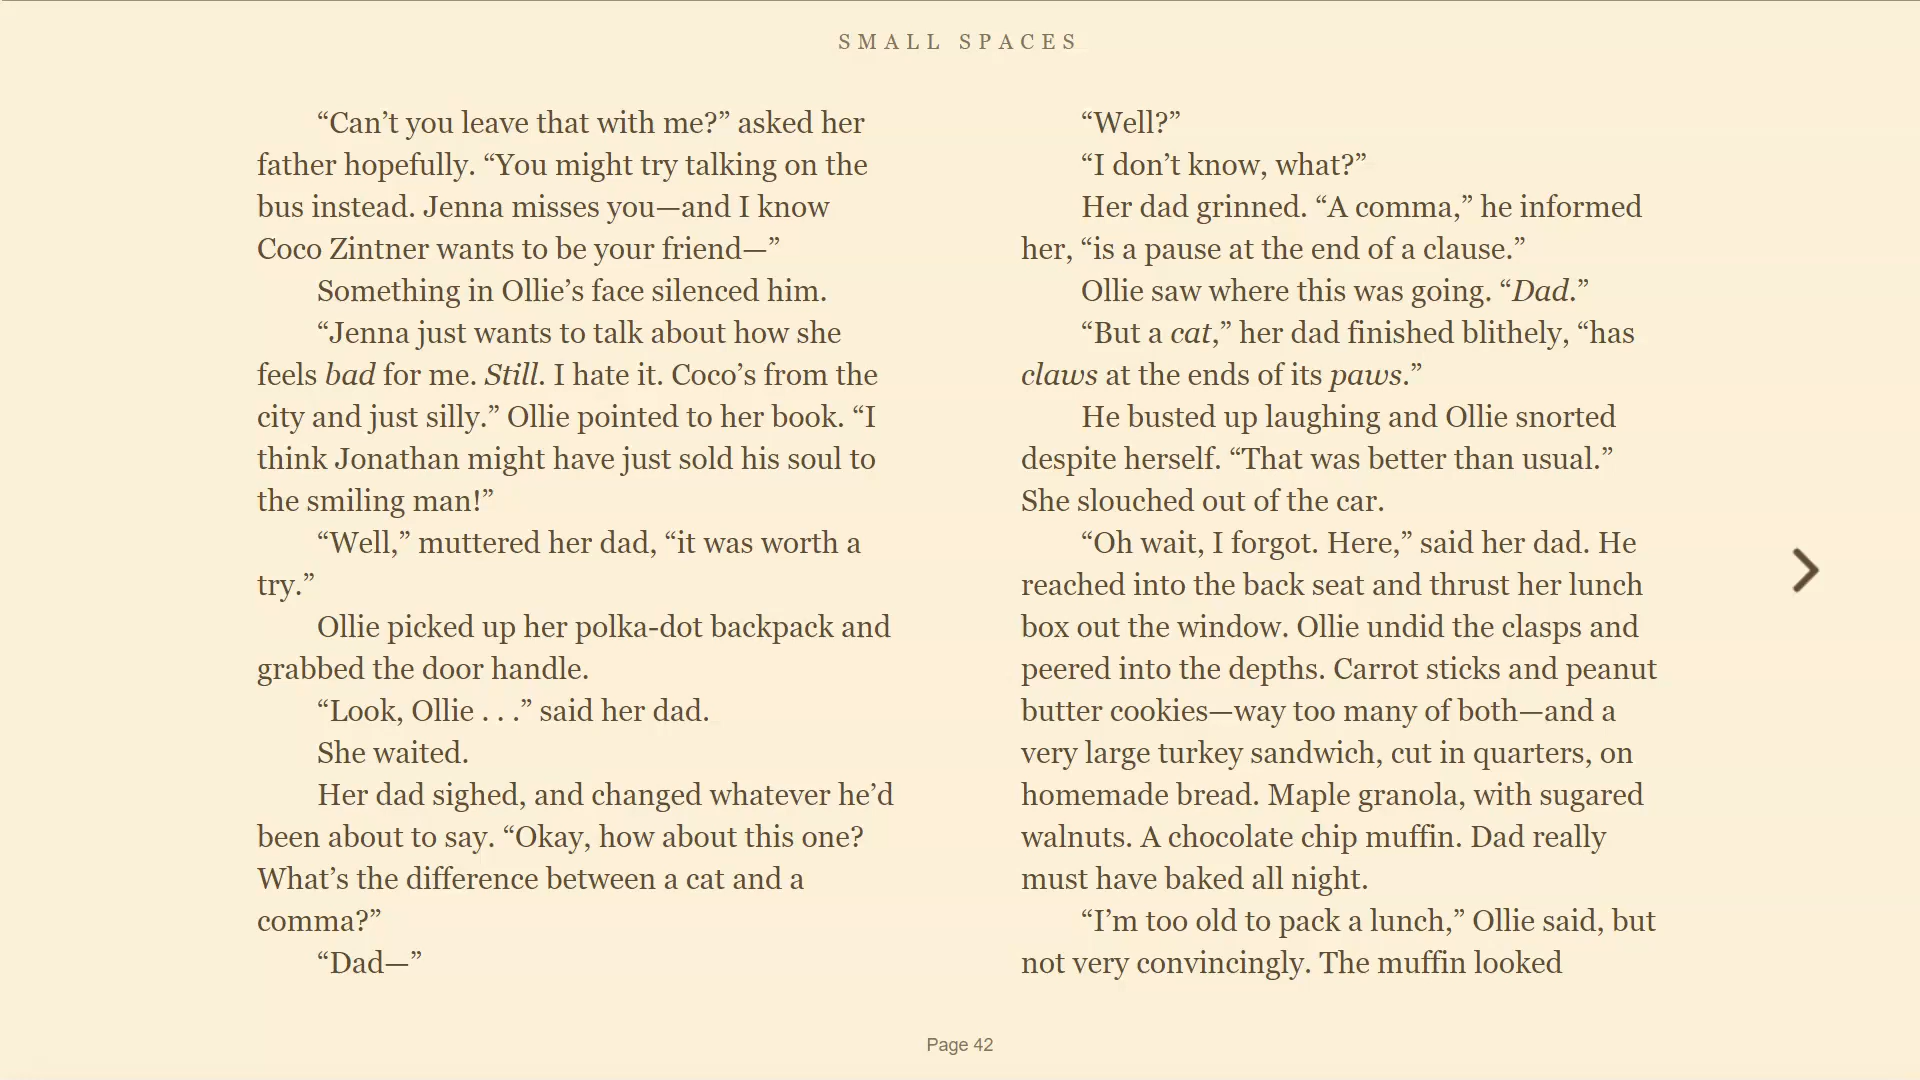 SMALL SPACES
“Can’t you leave that with me?” asked her
father hopefully. “You might try talking on the
bus instead. Jenna misses you—and I know
Coco Zintner wants to be your friend—”
Something in Ollie’s face silenced him.
“Jenna just wants to talk about how she
feels bad for me. Still. I hate it. Coco’s from the
city and just silly.” Ollie pointed to her book. “I
think Jonathan might have just sold his soul to
the smiling man!”
“Well,” muttered her dad, “it was worth a
try.”
Ollie picked up her polka-dot backpack and
grabbed the door handle.
“Look, Ollie . . .” said her dad.
She waited.
Her dad sighed, and changed whatever he’d
been about to say. “Okay, how about this one?
What’s the difference between a cat and a
comma?”
“Dad—”
“Well?”
“I don’t know, what?”
Her dad grinned. “A comma,” he informed
her, “is a pause at the end of a clause.”
Ollie saw where this was going. “Dad.”
“But a cat,” her dad finished blithely, “has
claws at the ends of its paws.”
He busted up laughing and Ollie snorted
despite herself. “That was better than usual.”
She slouched out of the car.
“Oh wait, I forgot. Here,” said her dad. He
reached into the back seat and thrust her lunch
box out the window. Ollie undid the clasps and
peered into the depths. Carrot sticks and peanut
butter cookies—way too many of both—and a
very large turkey sandwich, cut in quarters, on
homemade bread. Maple granola, with sugared
walnuts. A chocolate chip muffin. Dad really
must have baked all night.
“I’m too old to pack a lunch,” Ollie said, but
not very convincingly. The muffin looked
Page 42